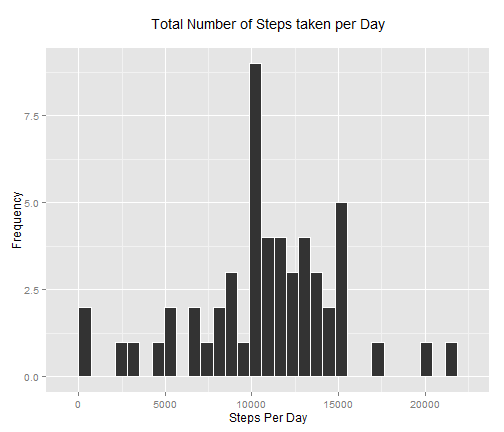 Total Number of Steps taken per Day
Frequency
7.5
5.0
2.5
0.0
0 5000 10000 15000 20000
Steps Per Day